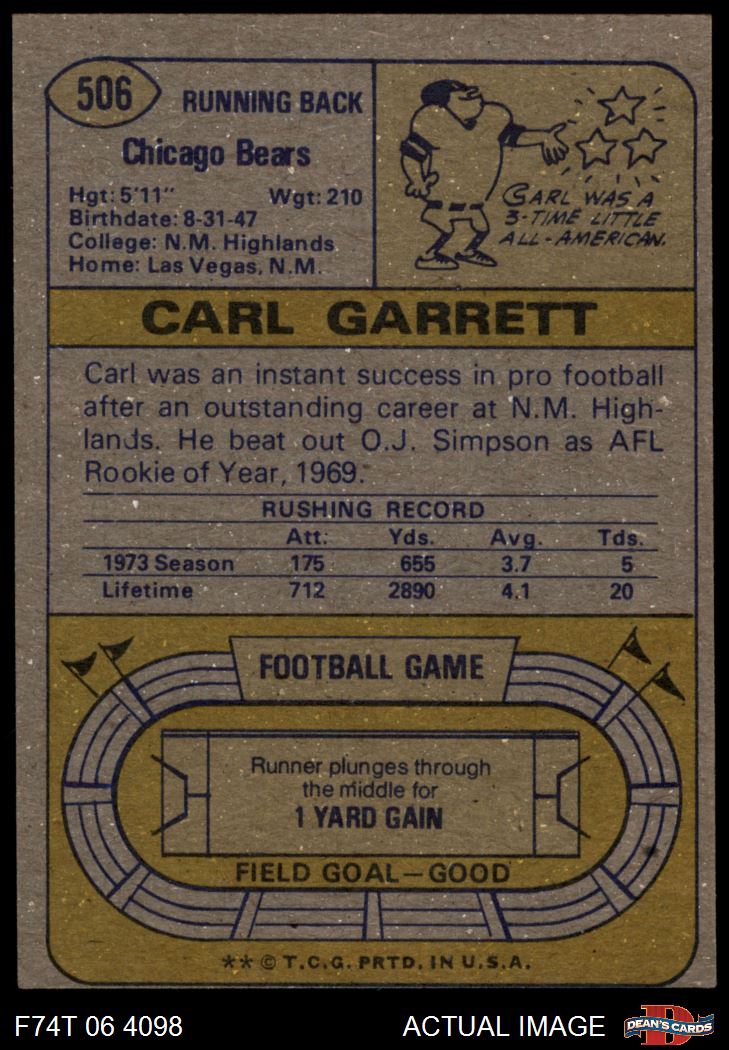 506
RUNNING BACK
Chicago Bears
Hgt: 5'11" Wgt: 210
Birthdate: 8-31-47
College: N.M. Highlands
Home: Las Vegas, N.M.
CARL WAS A
3-TIME LITTLE
ALL-AMERICAN.
CARL GARRETT
Carl was an instant success in pro football
after an outstanding career at N.M. High-
lands. He beat out O.J. Simpson as AFL
Rookie of Year, 1969.
RUSHING RECORD
Att. Yds. Avg. Tds.
1973 Season 175 655 3.7 5
Lifetime 712 2890 4.1 20
FOOTBALL GAME
Runner plunges through
the middle for
1 YARD GAIN
FIELD GOAL—GOOD
** © T.C.G. PRTD. IN U.S.A.
F74T 06 4098 ACTUAL IMAGE D DEAN'S CARDS